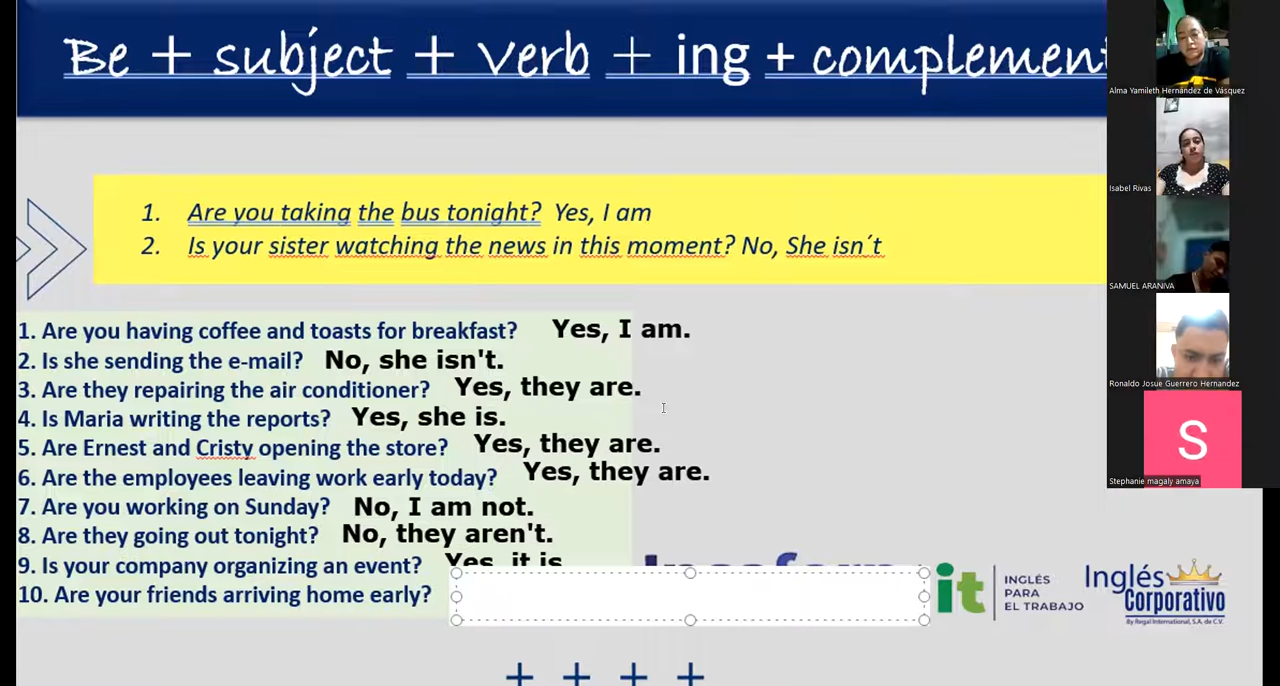 Be + subject + verb + ing + complement
1. Are you taking the bus tonight? Yes, I am
2. Is your sister watching the news in this moment? No, She isn´t
1. Are you having coffee and toasts for breakfast? Yes, I am.
2. Is she sending the e-mail? No, she isn't.
3. Are they repairing the air conditioner? Yes, they are.
4. Is Maria writing the reports? Yes, she is.
5. Are Ernest and Cristy opening the store? Yes, they are.
6. Are the employees leaving work early today? Yes, they are.
7. Are you working on Sunday? No, I am not.
8. Are they going out tonight? No, they aren't.
9. Is your company organizing an event? Yes, it is
10. Are your friends arriving home early?
it
INGLÉS
PARA
EL TRABAJO
Inglés
Corporativo
By Regal International, S.A. de C.V.
+ + + +
Alma Yamileth Hernández de Vásquez
Isabel Rivas
SAMUEL ARANIVA
Ronaldo Josue Guerrero Hernandez
S
Stephanie magaly amaya